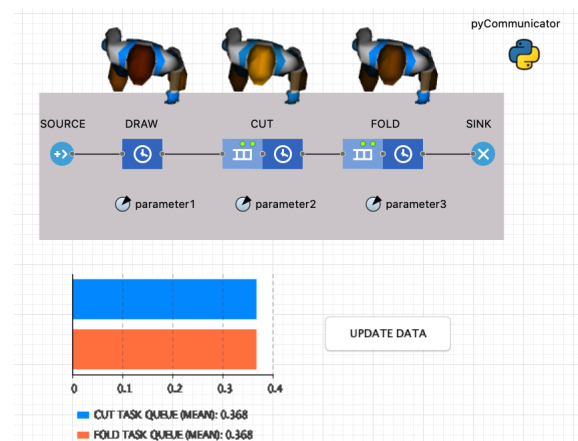 pyCommunicator
SOURCE DRAW CUT FOLD SINK
parameter1 parameter2 parameter3
UPDATE DATA
0 0.1 0.2 0.3 0.4
CUT TASK QUEUE (MEAN): 0.368
FOLD TASK QUEUE (MEAN): 0.368